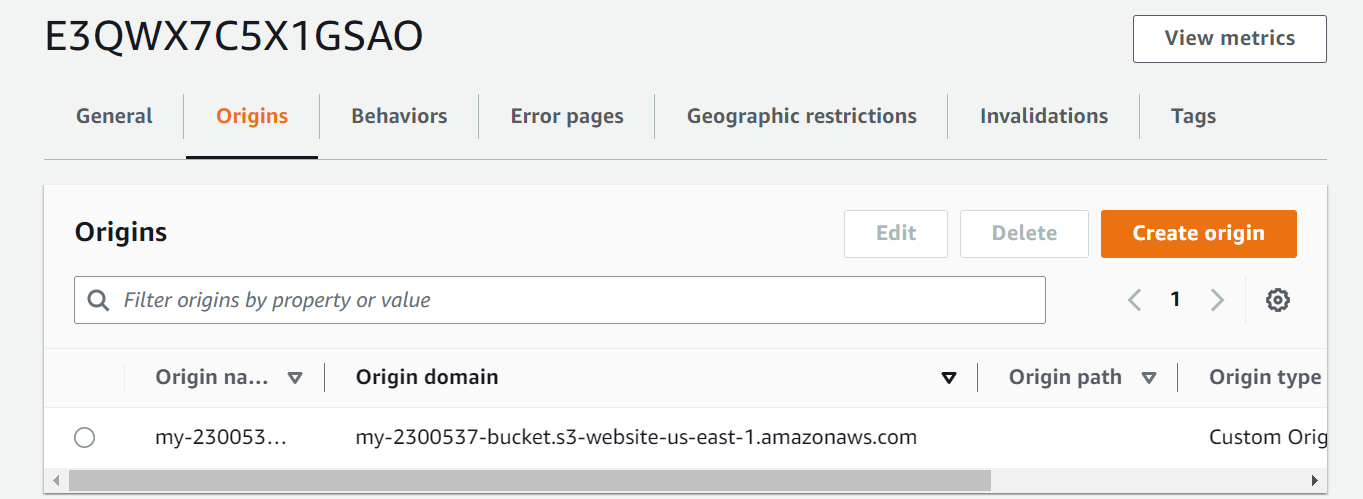 E3QWX7C5X1GSAO
View metrics
General Origins Behaviors Error pages Geographic restrictions Invalidations Tags
Origins
Edit Delete Create origin
Filter origins by property or value
1
Origin na... Origin domain Origin path Origin type
my-230053... my-2300537-bucket.s3-website-us-east-1.amazonaws.com Custom Orig